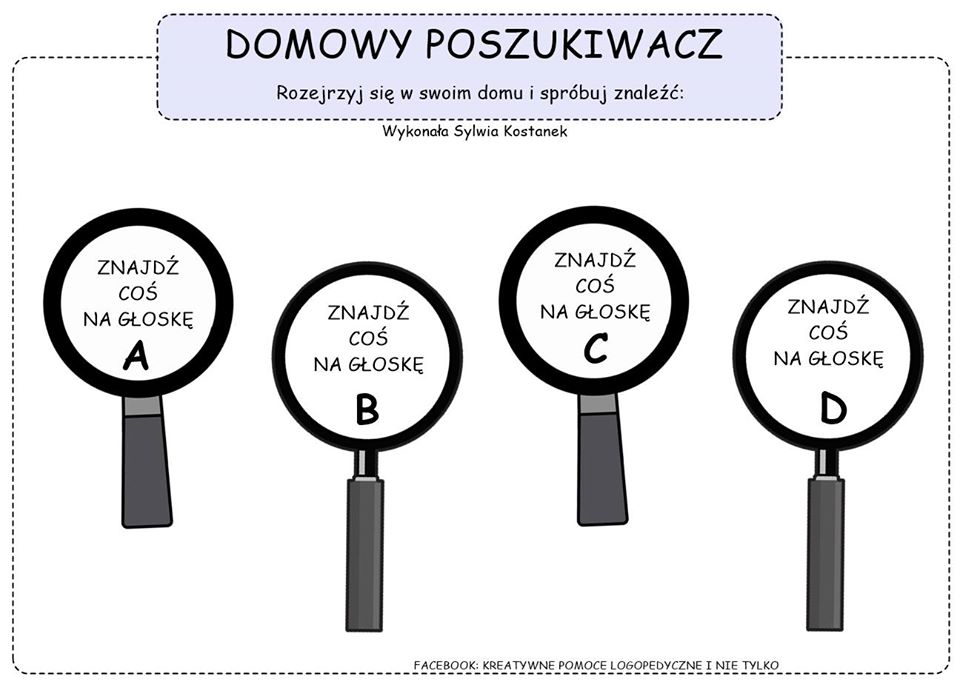 DOMOWY POSZUKIWACZ
Rozejrzyj się w swoim domu i spróbuj znaleźć:
Wykonała Sylwia Kostanek
ZNAJDŹ
COŚ
NA GŁOSKĘ
A
ZNAJDŹ
COŚ
NA GŁOSKĘ
B
ZNAJDŹ
COŚ
NA GŁOSKĘ
C
ZNAJDŹ
COŚ
NA GŁOSKĘ
D
FACEBOOK: KREATYWNE POMOCE LOGOPEDYCZNE I NIE TYLKO